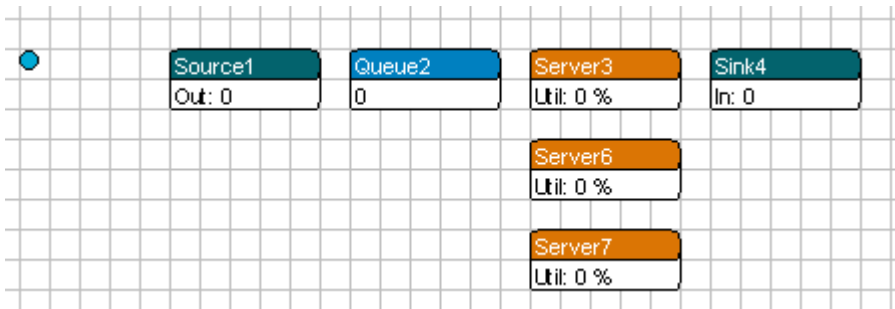 Source1
Out: 0
Queue2
0
Server3
Util: 0 %
Sink4
In: 0
Server6
Util: 0 %
Server7
Util: 0 %